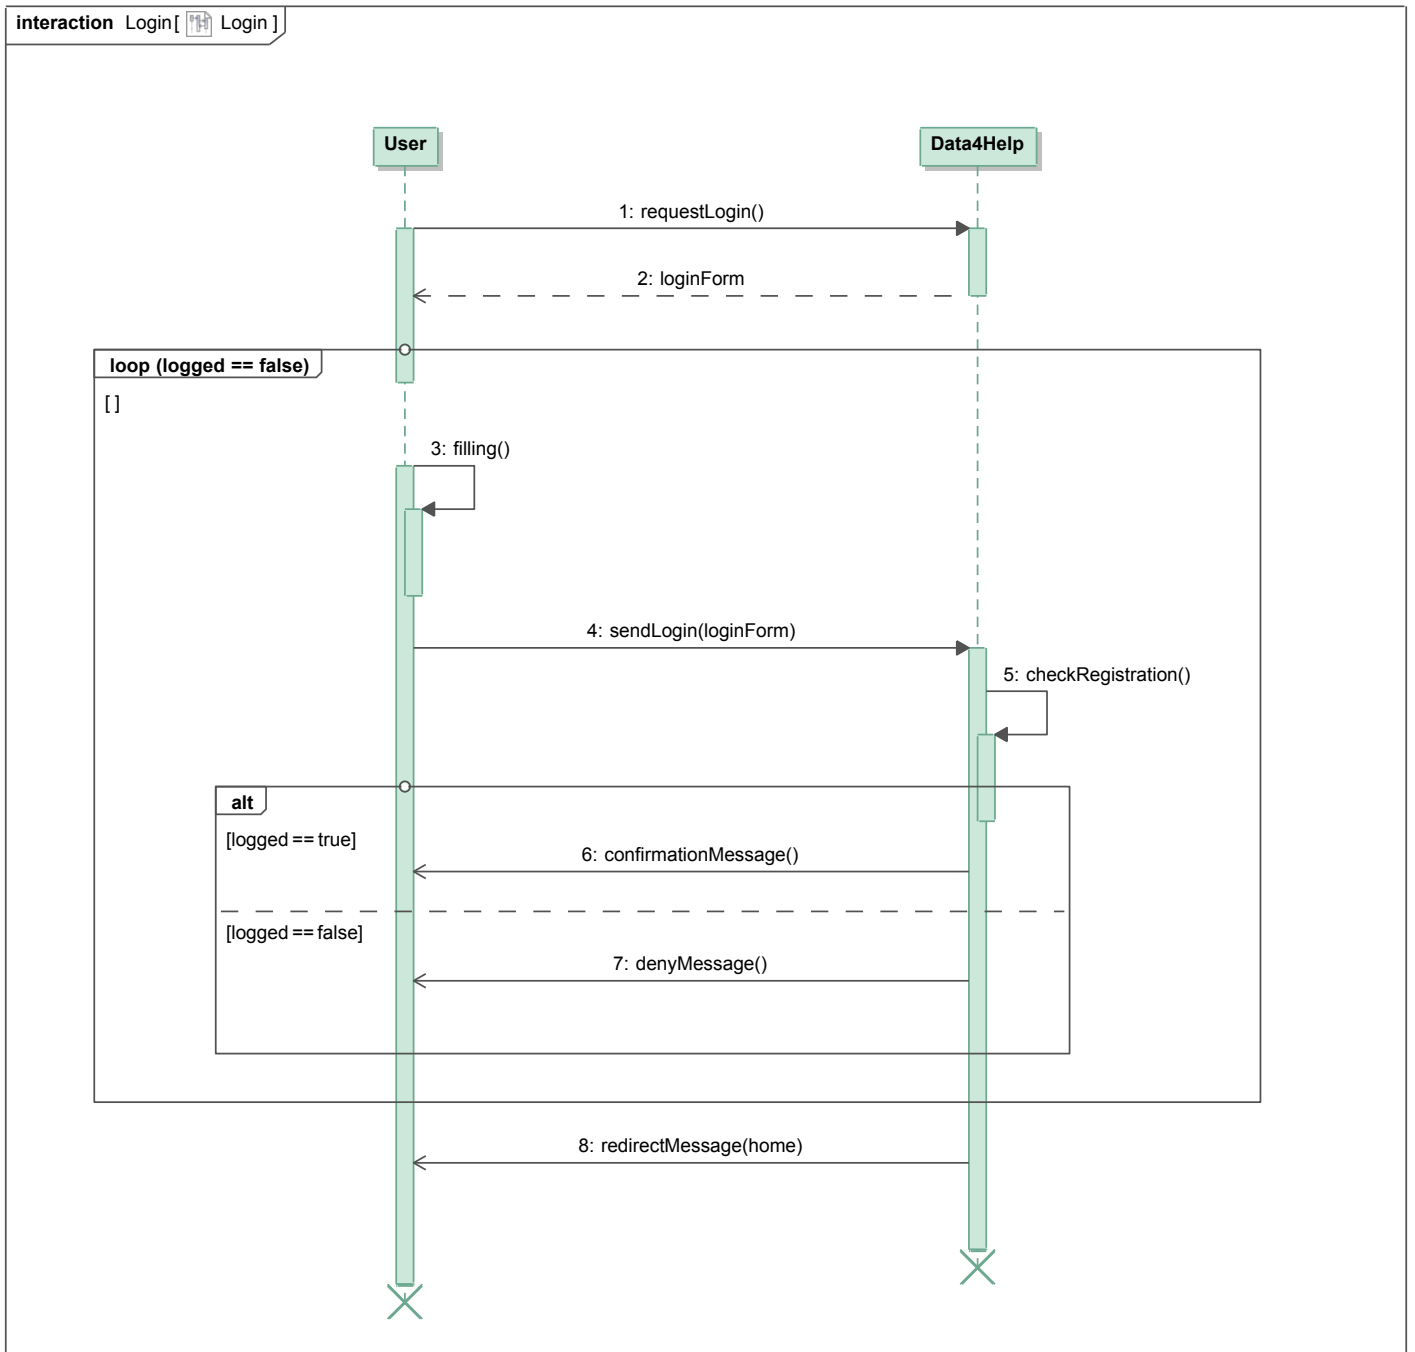 interaction Login[ Login ]
User
Data4Help
1: requestLogin()
2: loginForm
loop (logged == false)
[ ]
3: filling()
4: sendLogin(loginForm)
5: checkRegistration()
alt
[logged == true]
6: confirmationMessage()
[logged == false]
7: denyMessage()
8: redirectMessage(home)